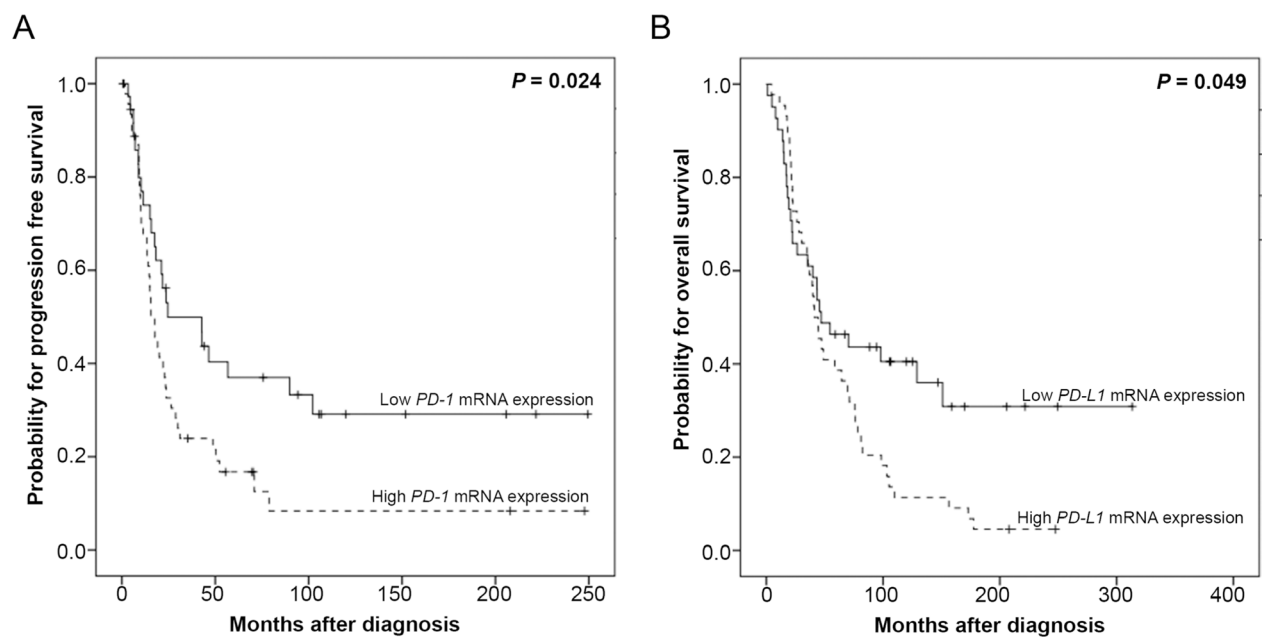 A
P = 0.024
Probability for progression free survival
1.0
0.8
0.6
0.4
0.2
0.0
Low PD-1 mRNA expression
High PD-1 mRNA expression
0 50 100 150 200 250
Months after diagnosis
B
P = 0.049
Probability for overall survival
1.0
0.8
0.6
0.4
0.2
0.0
Low PD-L1 mRNA expression
High PD-L1 mRNA expression
0 100 200 300 400
Months after diagnosis